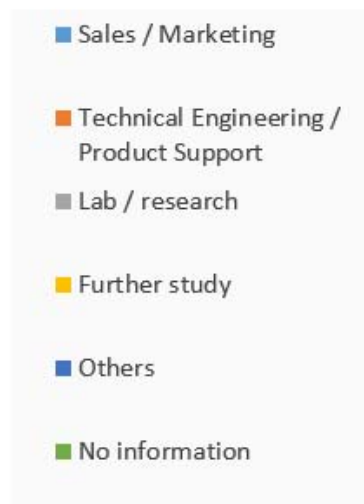 Sales / Marketing
Technical Engineering /
Product Support
Lab / research
Further study
Others
No information